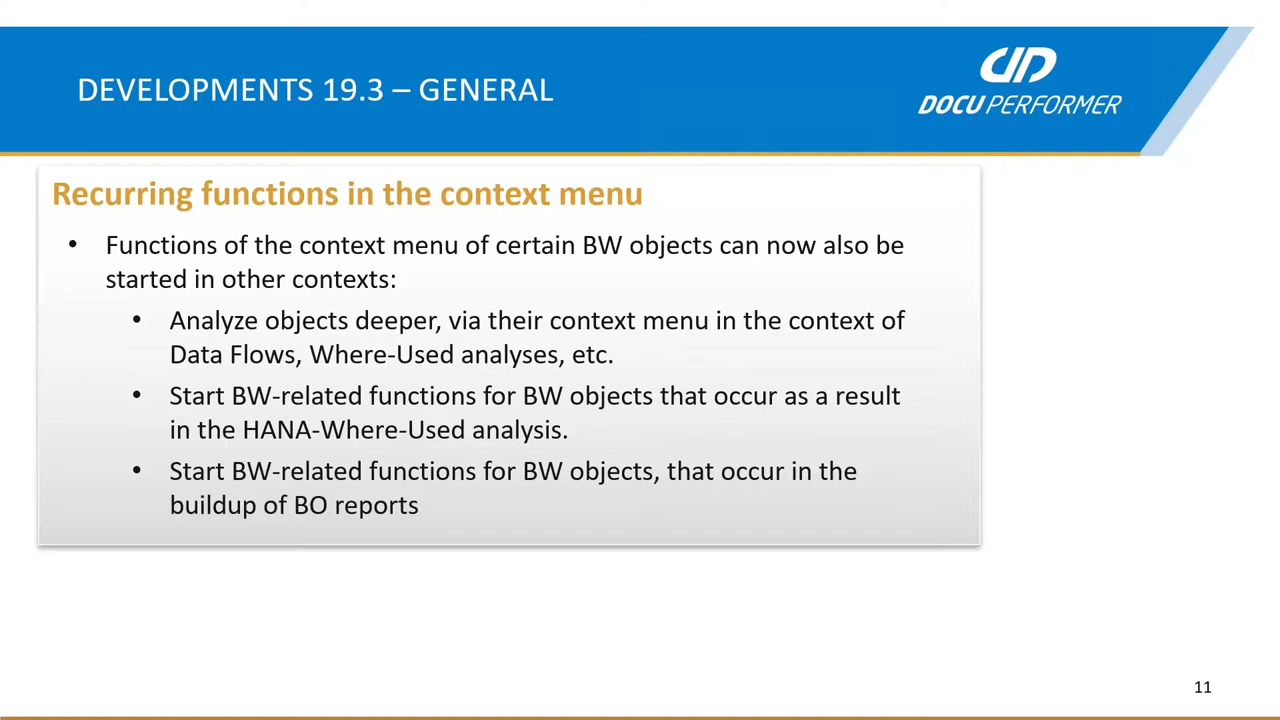 DEVELOPMENTS 19.3 – GENERAL
DOCU PERFORMER
Recurring functions in the context menu
• Functions of the context menu of certain BW objects can now also be
started in other contexts:
• Analyze objects deeper, via their context menu in the context of
Data Flows, Where-Used analyses, etc.
• Start BW-related functions for BW objects that occur as a result
in the HANA-Where-Used analysis.
• Start BW-related functions for BW objects, that occur in the
buildup of BO reports
11